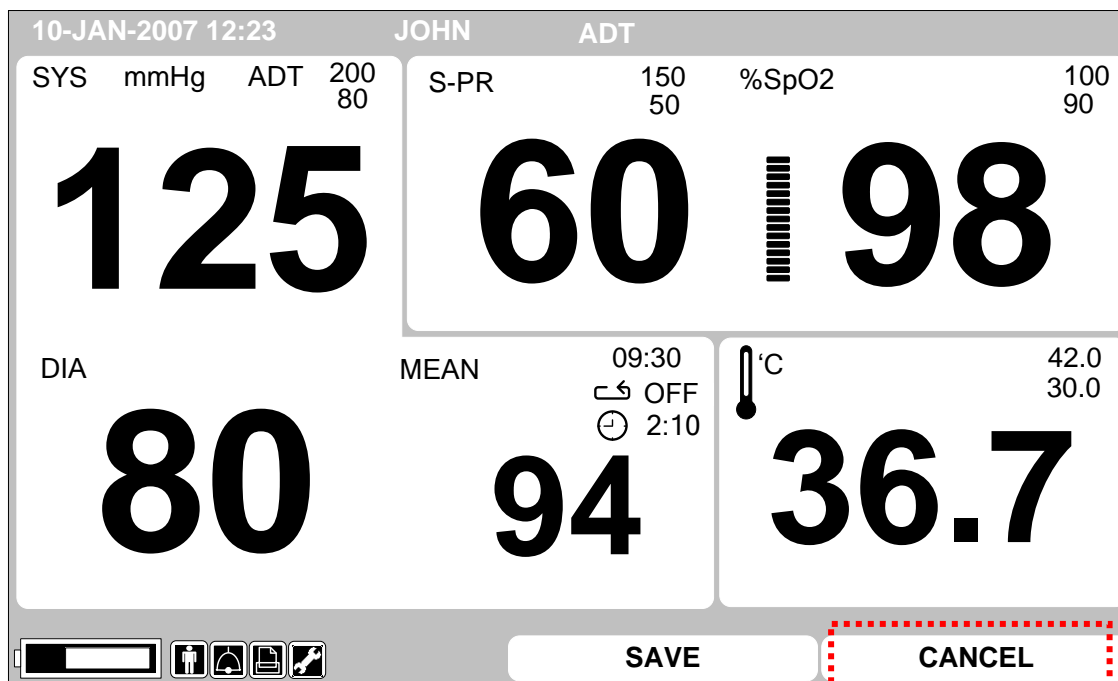 10-JAN-2007 12:23 JOHN ADT
SYS mmHg ADT 200
80
125
S-PR 150
50
60
%SpO2 100
90
98
DIA
80
MEAN 09:30
OFF
2:10
94
‘C 42.0
30.0
36.7
SAVE CANCEL